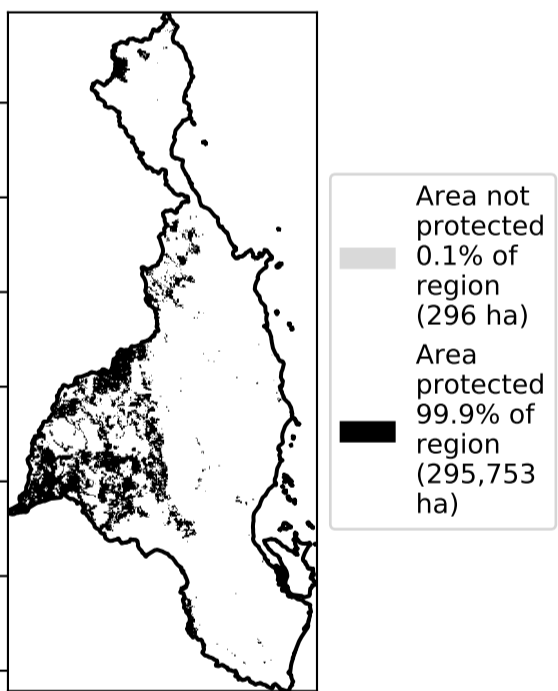 Area not
protected
0.1% of
region
(296 ha)
Area
protected
99.9% of
region
(295,753
ha)